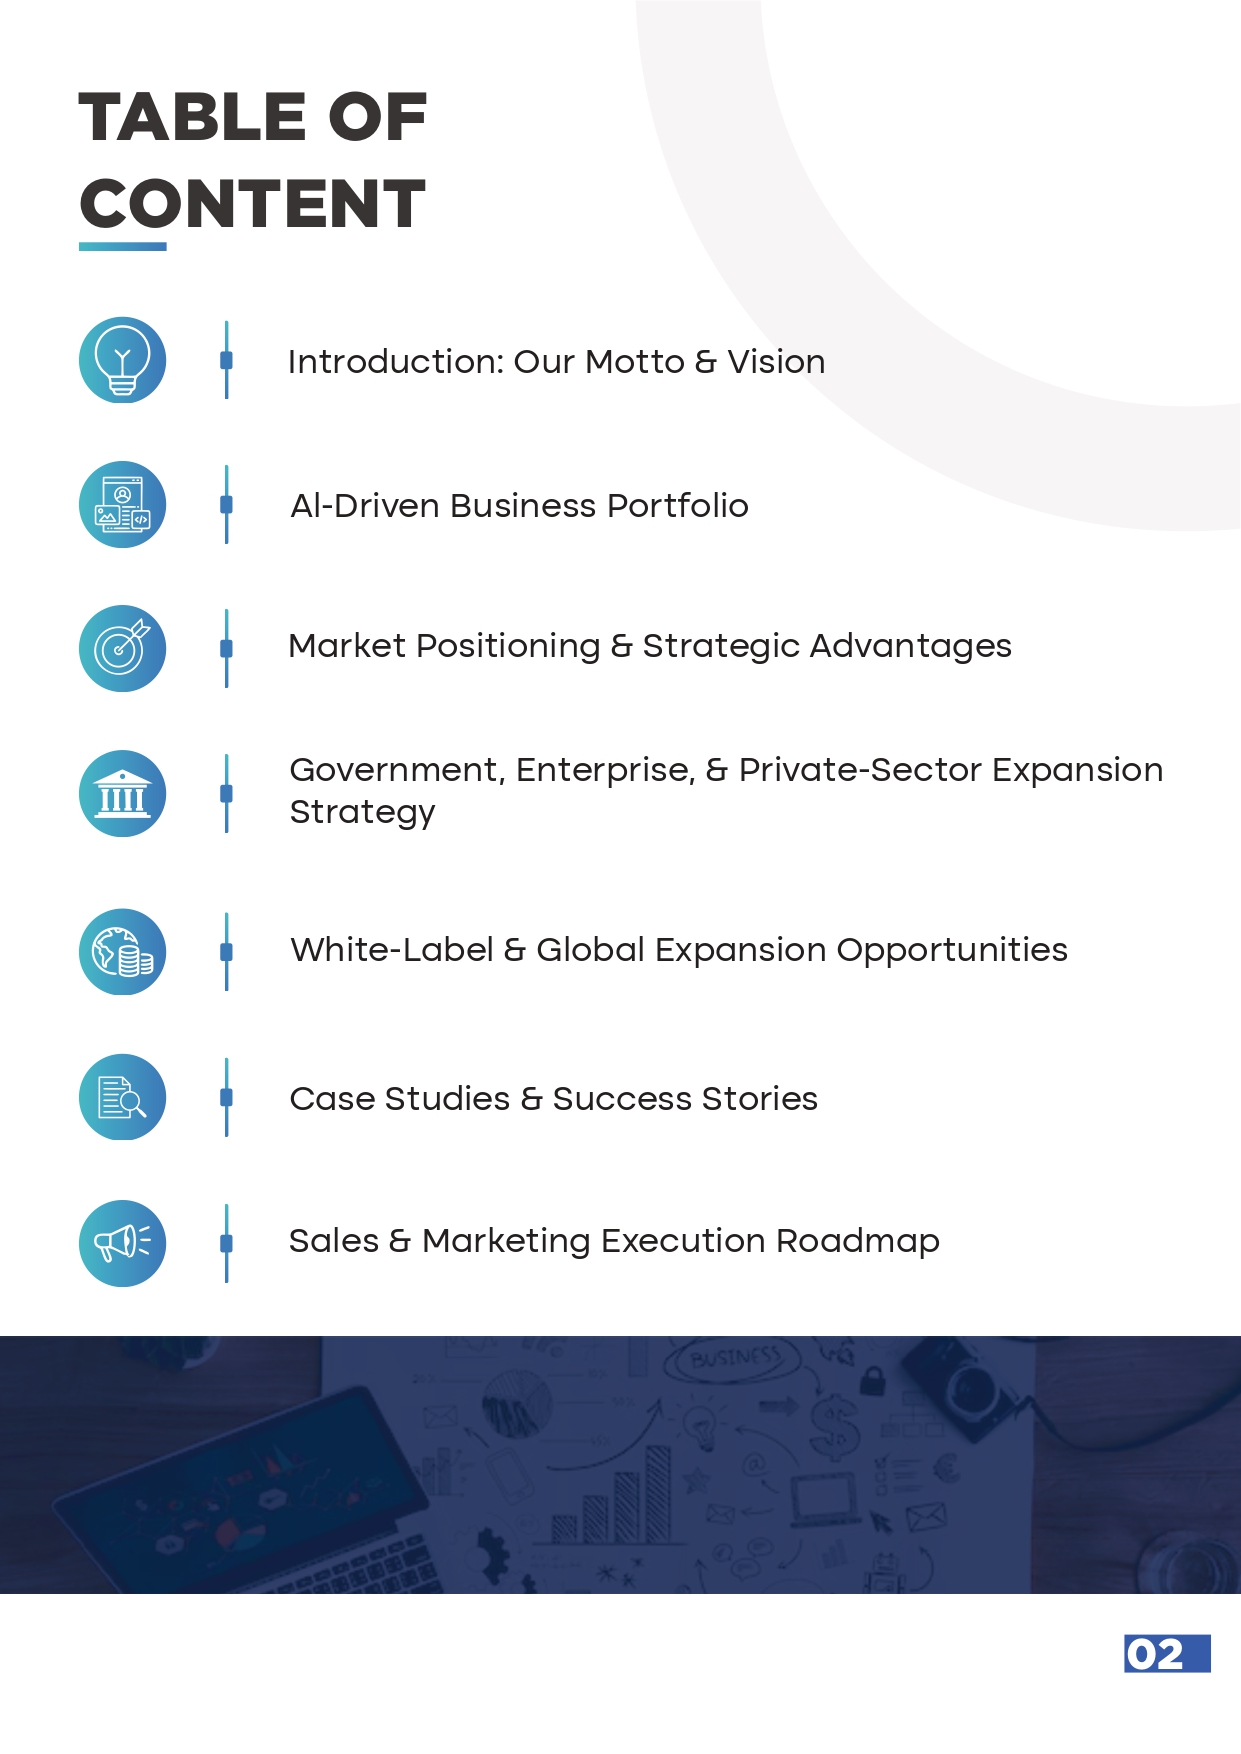 TABLE OF
CONTENT
Introduction: Our Motto & Vision
AI-Driven Business Portfolio
Market Positioning & Strategic Advantages
Government, Enterprise, & Private-Sector Expansion
Strategy
White-Label & Global Expansion Opportunities
Case Studies & Success Stories
Sales & Marketing Execution Roadmap
BUSINESS
02